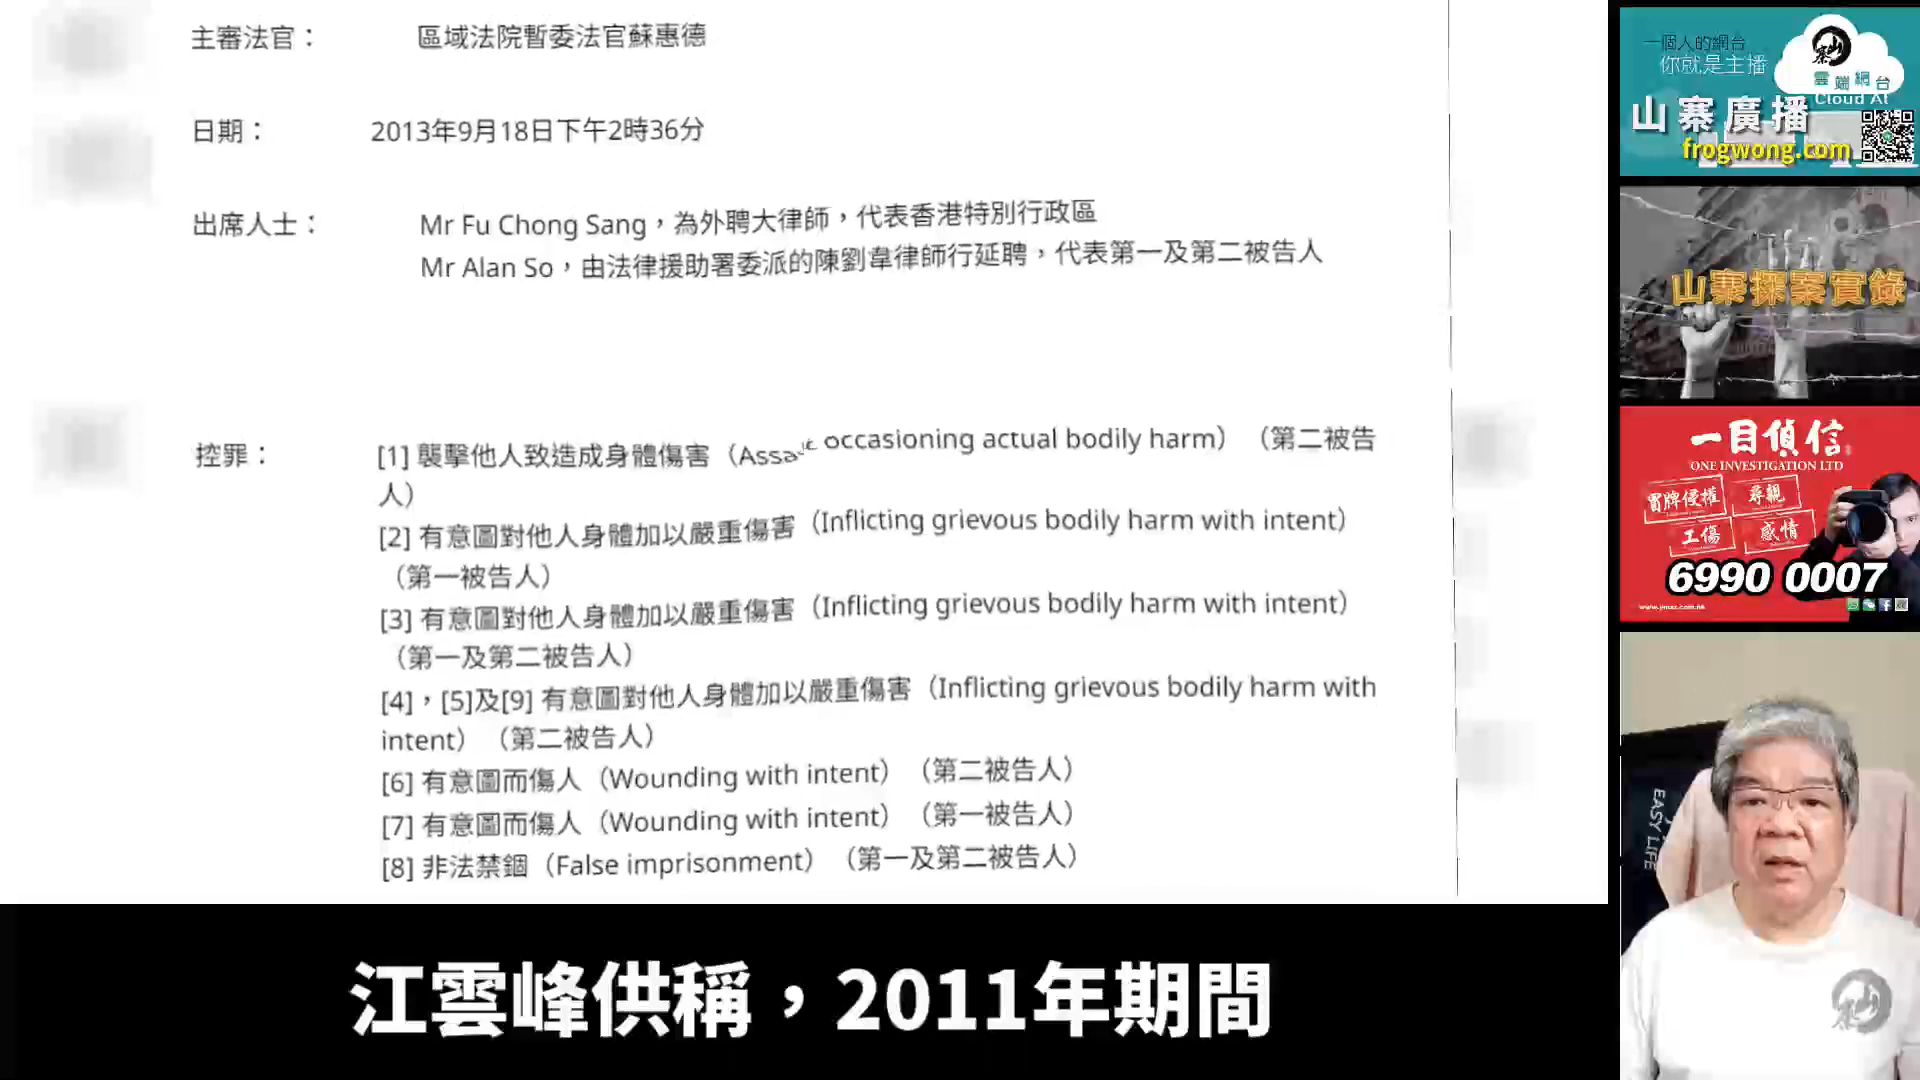 主審法官：
區域法院暫委法官蘇惠德
日期：
2013年9月18日下午2時36分
出席人士：
Mr Fu Chong Sang，為外聘大律師，代表香港特別行政區
Mr Alan So，由法律援助署委派的陳劉韋律師行延聘，代表第一及第二被告人
控罪：
[1] 襲擊他人致造成身體傷害（Assault occasioning actual bodily harm）（第二被告
人）
[2] 有意圖對他人身體加以嚴重傷害（Inflicting grievous bodily harm with intent）
（第一被告人）
[3] 有意圖對他人身體加以嚴重傷害（Inflicting grievous bodily harm with intent）
（第一及第二被告人）
[4]，[5]及[9] 有意圖對他人身體加以嚴重傷害（Inflicting grievous bodily harm with
intent）（第二被告人）
[6] 有意圖而傷人（Wounding with intent）（第二被告人）
[7] 有意圖而傷人（Wounding with intent）（第一被告人）
[8] 非法禁錮（False imprisonment）（第一及第二被告人）
江雲峰供稱，2011年期間
一個人的網台
你就是主播
雲端網台
Cloud AI
山寨廣播
frogwong.com
山寨探案實錄
一目偵信
ONE INVESTIGATION LTD
冒牌侵權
尋親
工傷
感情
6990 0007
EASY LIFE